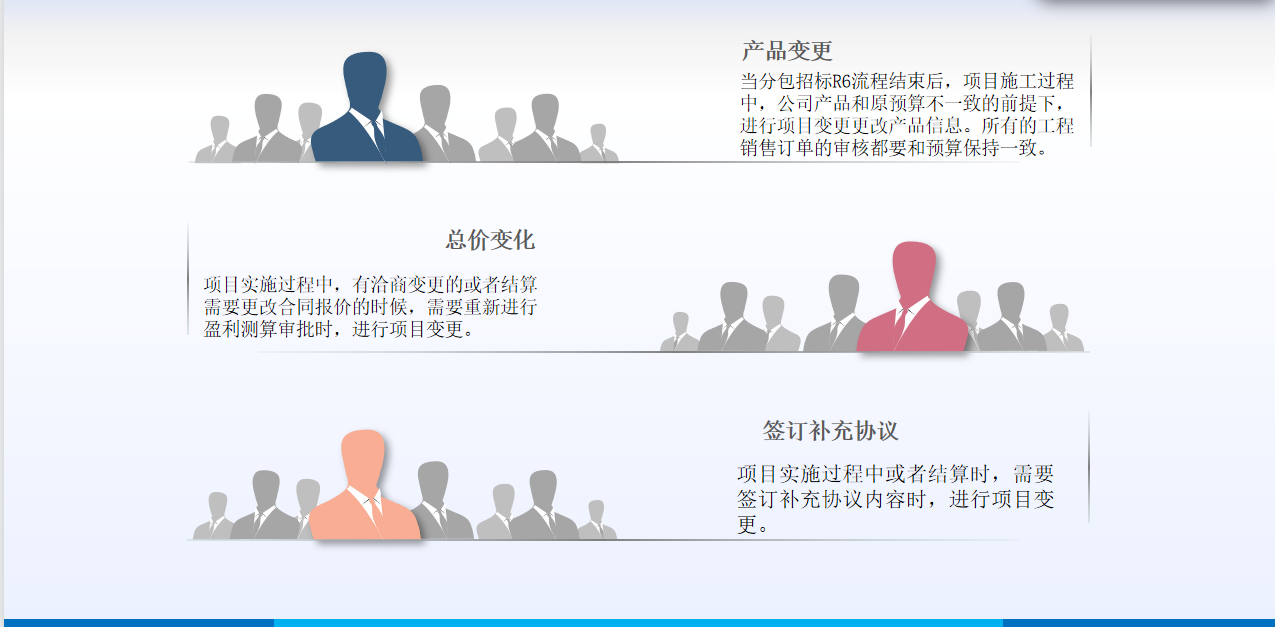 产品变更
当分包招标R6流程结束后，项目施工过程
中，公司产品和原预算不一致的前提下，
进行项目变更更改产品信息。所有的工程
销售订单的审核都要和预算保持一致。
总价变化
项目实施过程中，有洽商变更的或者结算
需要更改合同报价的时候，需要重新进行
盈利测算审批时，进行项目变更。
签订补充协议
项目实施过程中或者结算时，需要
签订补充协议内容时，进行项目变
更。